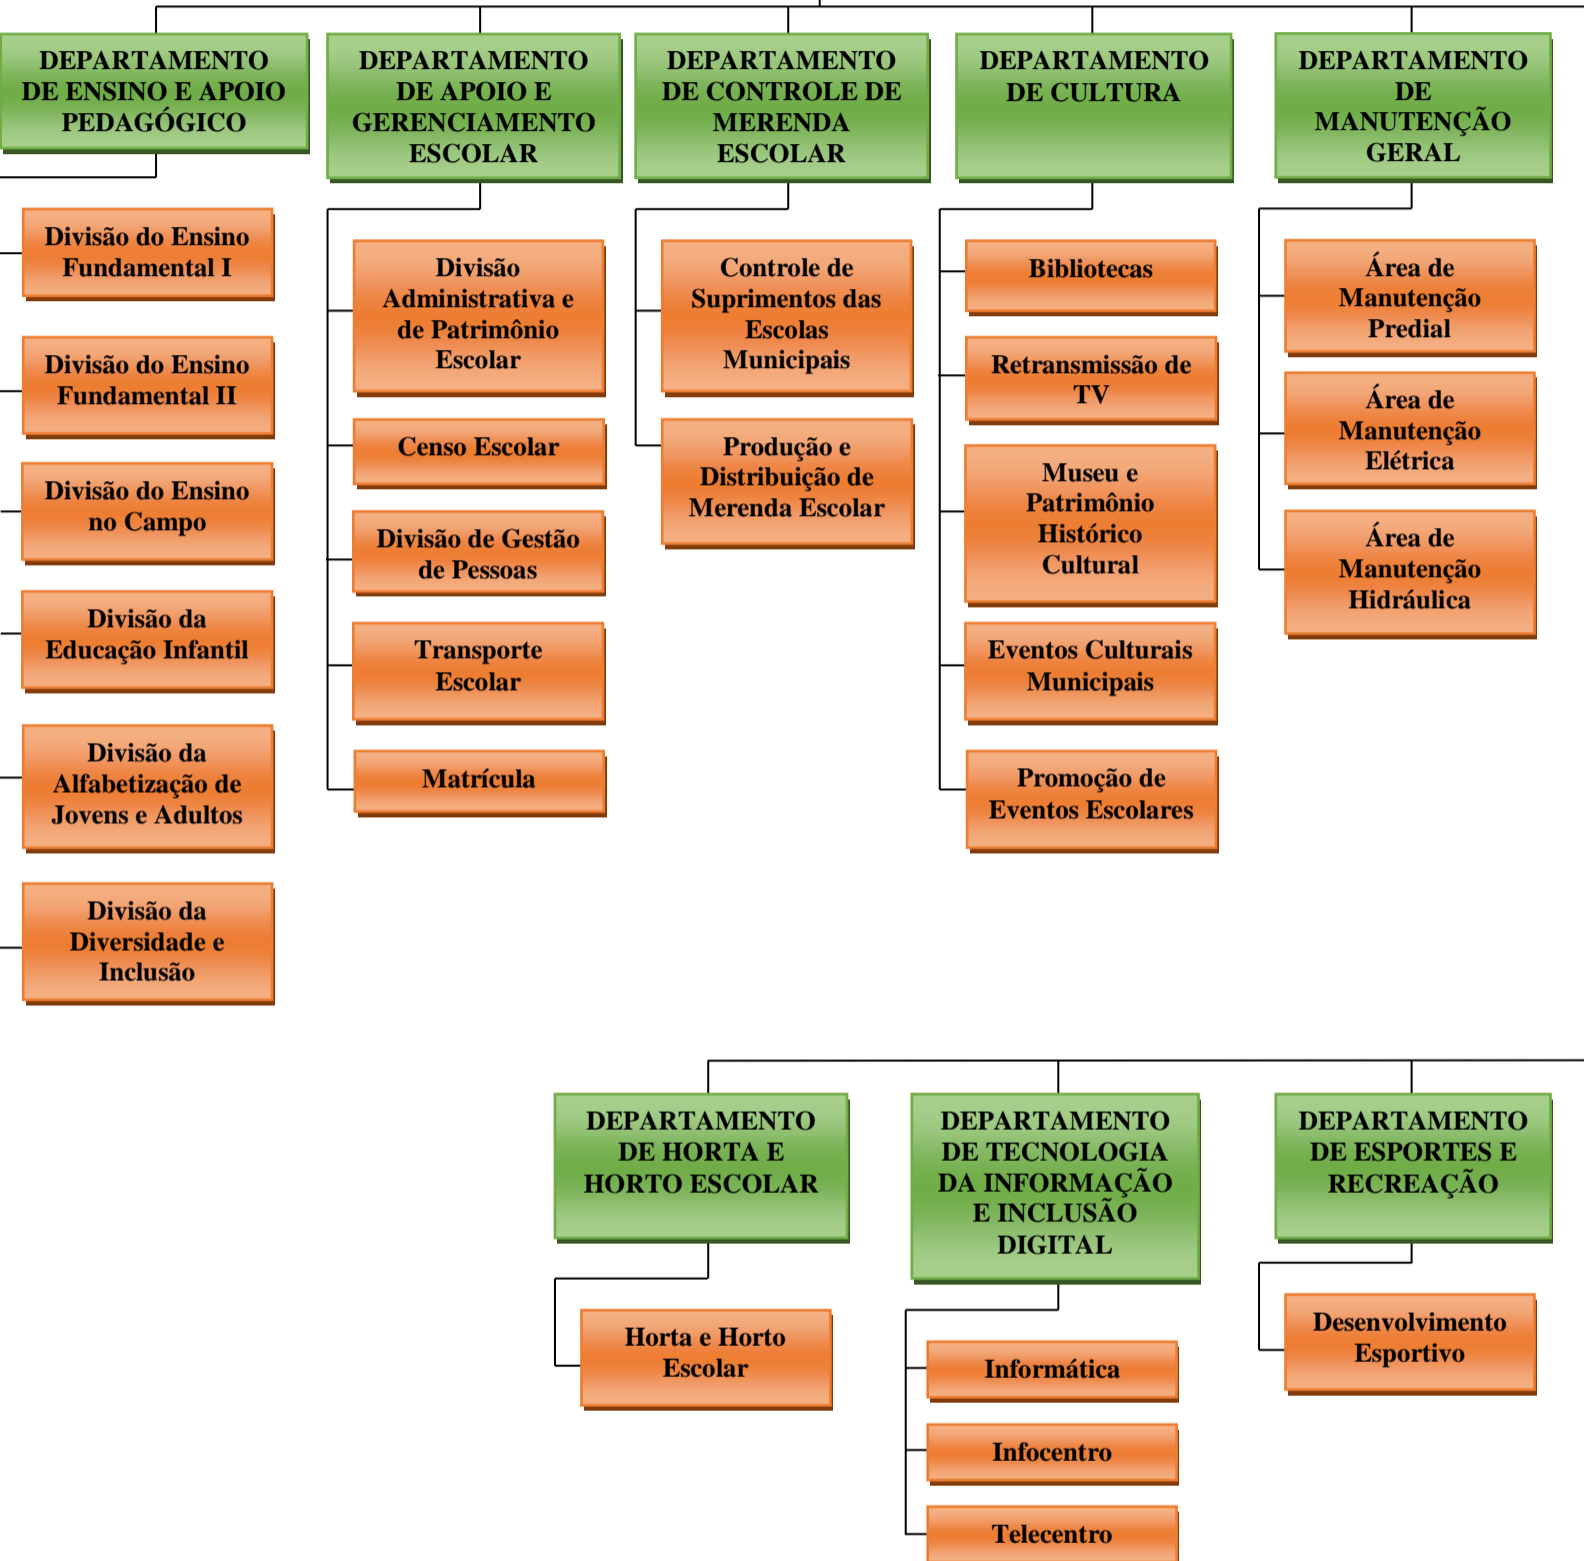 DEPARTAMENTO
DE ENSINO E APOIO
PEDAGÓGICO
Divisão do Ensino
Fundamental I
Divisão do Ensino
Fundamental II
Divisão do Ensino
no Campo
Divisão da
Educação Infantil
Divisão da
Alfabetização de
Jovens e Adultos
Divisão da
Diversidade e
Inclusão
DEPARTAMENTO
DE APOIO E
GERENCIAMENTO
ESCOLAR
Divisão
Administrativa e
de Patrimônio
Escolar
Censo Escolar
Divisão de Gestão
de Pessoas
Transporte
Escolar
Matrícula
DEPARTAMENTO
DE CONTROLE DE
MERENDA
ESCOLAR
Controle de
Suprimentos das
Escolas
Municipais
Produção e
Distribuição de
Merenda Escolar
DEPARTAMENTO
DE CULTURA
Bibliotecas
Retransmissão de
TV
Museu e
Patrimônio
Histórico
Cultural
Eventos Culturais
Municipais
Promoção de
Eventos Escolares
DEPARTAMENTO
DE
MANUTENÇÃO
GERAL
Área de
Manutenção
Predial
Área de
Manutenção
Elétrica
Área de
Manutenção
Hidráulica
DEPARTAMENTO
DE HORTA E
HORTO ESCOLAR
Horta e Horto
Escolar
DEPARTAMENTO
DE TECNOLOGIA
DA INFORMAÇÃO
E INCLUSÃO
DIGITAL
Informática
Infocentro
Telecentro
DEPARTAMENTO
DE ESPORTES E
RECREAÇÃO
Desenvolvimento
Esportivo